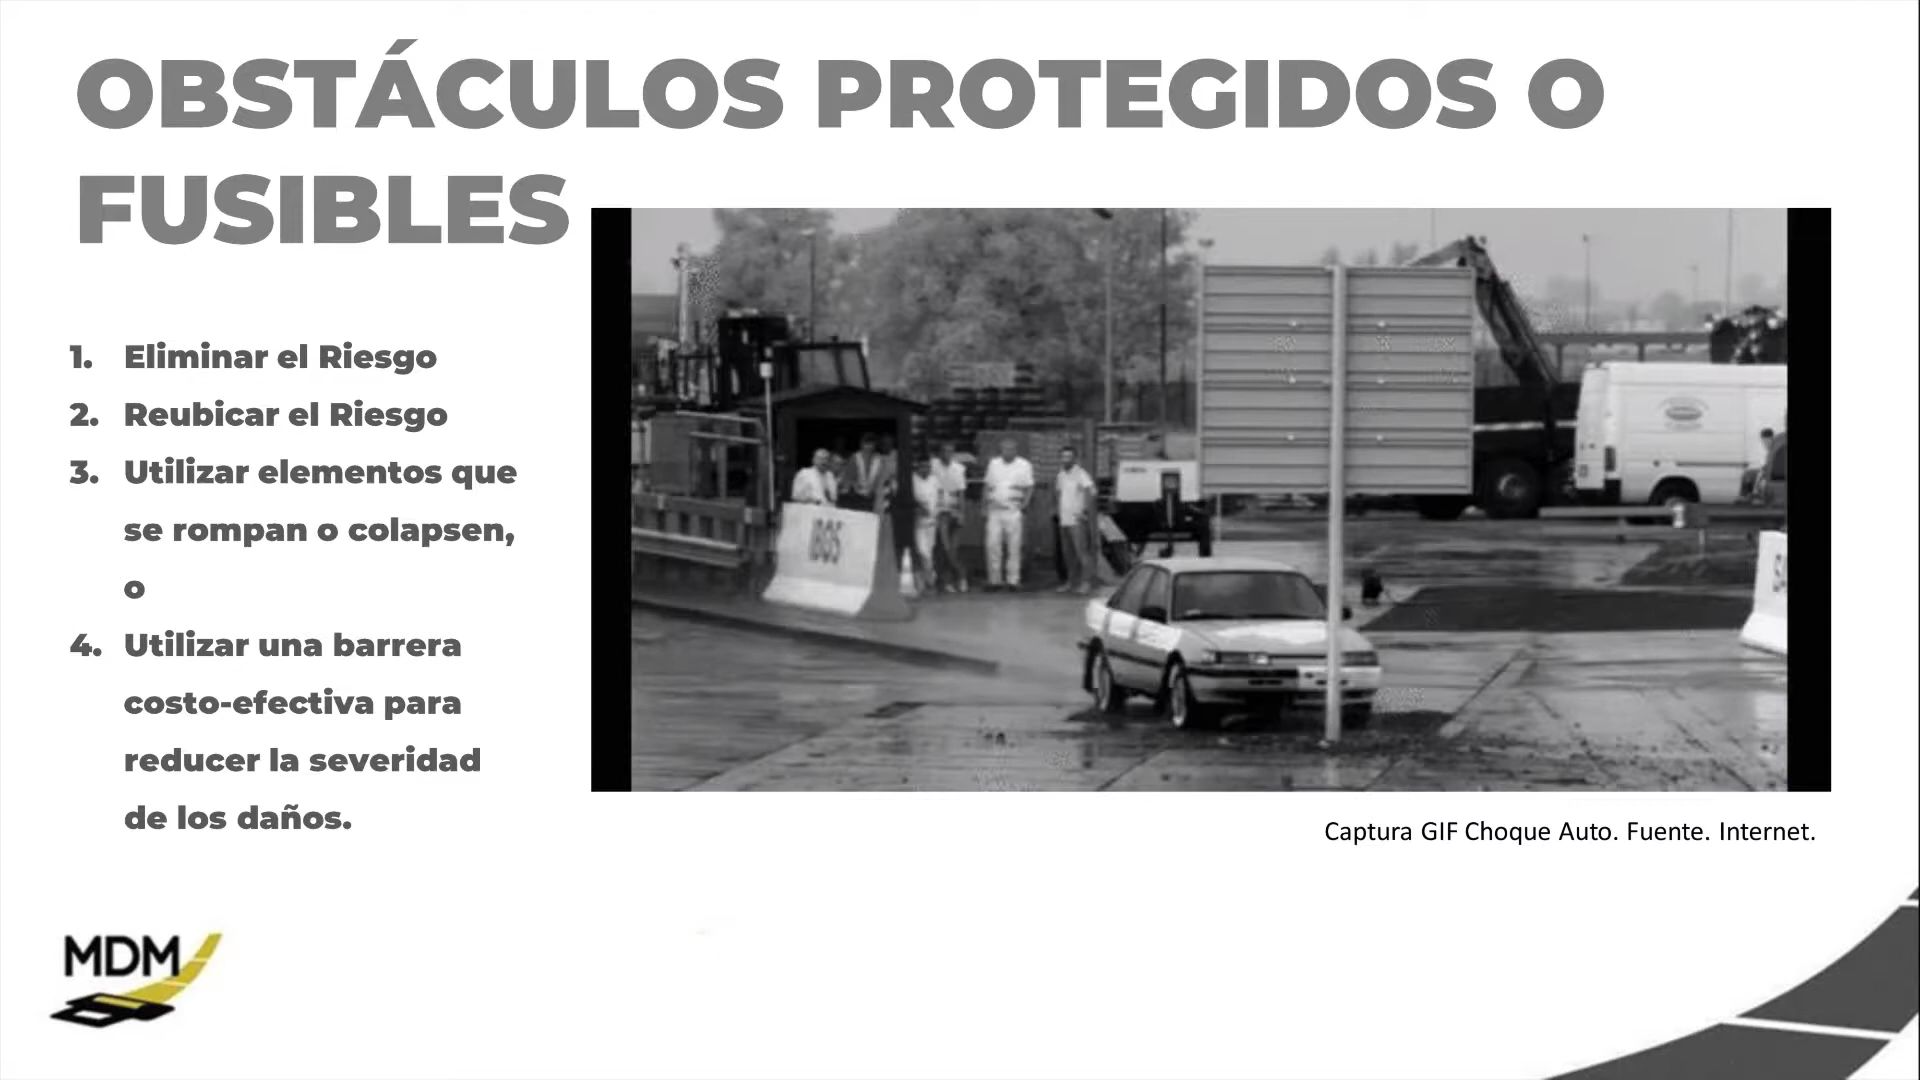 OBSTÁCULOS PROTEGIDOS O
FUSIBLES
1. Eliminar el Riesgo
2. Reubicar el Riesgo
3. Utilizar elementos que
se rompan o colapsen,
o
4. Utilizar una barrera
costo-efectiva para
reducer la severidad
de los daños.
Captura GIF Choque Auto. Fuente. Internet.
MDM